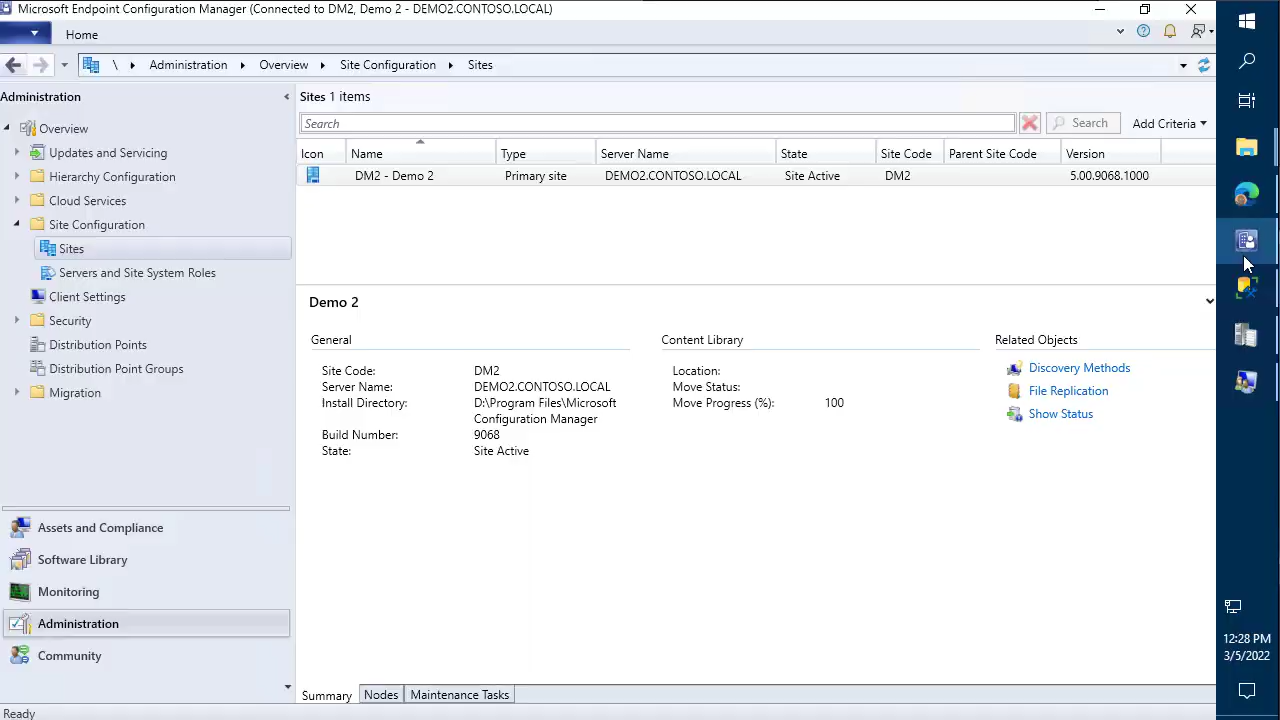 Microsoft Endpoint Configuration Manager (Connected to DM2, Demo 2 - DEMO2.CONTOSO.LOCAL)
Home
\ Administration Overview Site Configuration Sites
Administration
Overview
Updates and Servicing
Hierarchy Configuration
Cloud Services
Site Configuration
Sites
Servers and Site System Roles
Client Settings
Security
Distribution Points
Distribution Point Groups
Migration
Assets and Compliance
Software Library
Monitoring
Administration
Community
Sites 1 items
Search
Search
Add Criteria
Icon Name Type Server Name State Site Code Parent Site Code Version
DM2 - Demo 2 Primary site DEMO2.CONTOSO.LOCAL Site Active DM2 5.00.9068.1000
Demo 2
General
Site Code: DM2
Server Name: DEMO2.CONTOSO.LOCAL
Install Directory: D:\Program Files\Microsoft
Configuration Manager
Build Number: 9068
State: Site Active
Content Library
Location:
Move Status:
Move Progress (%): 100
Related Objects
Discovery Methods
File Replication
Show Status
Summary Nodes Maintenance Tasks
Ready
12:28 PM
3/5/2022